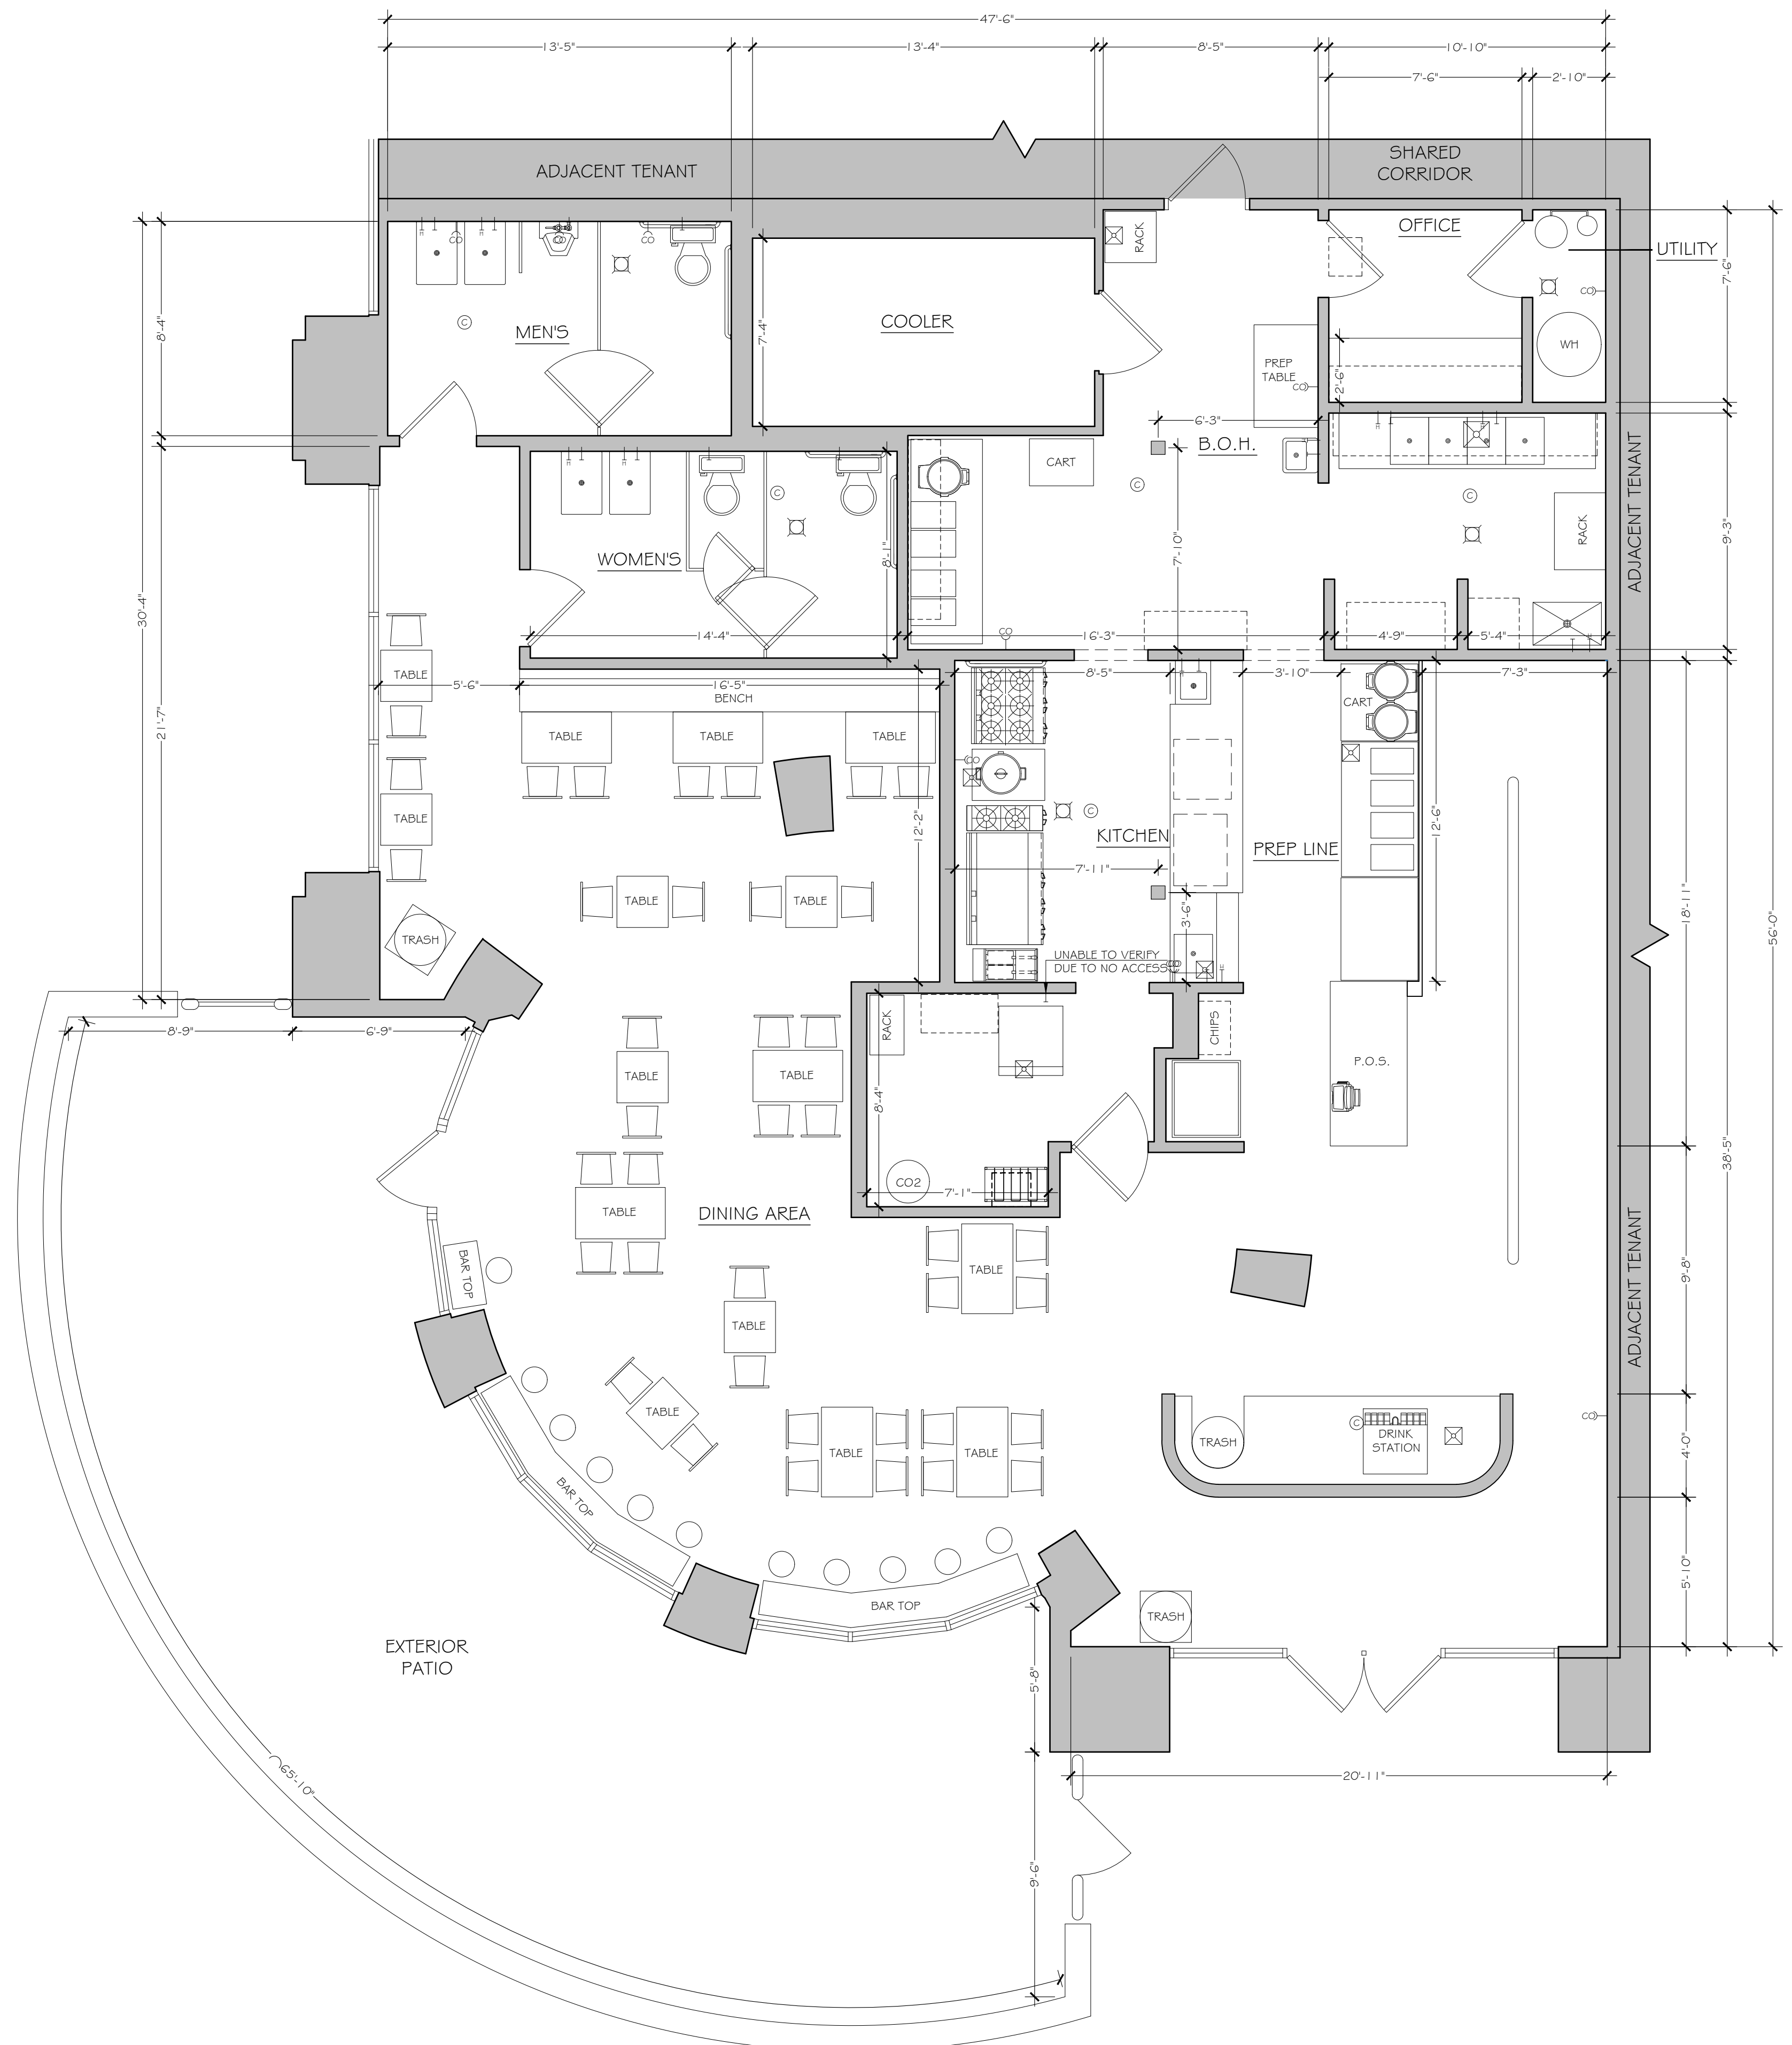 47'-6"
13'-5"
13'-4"
8'-5"
10'-10"
7'-6"
2'-10"
ADJACENT TENANT
SHARED
CORRIDOR
OFFICE
UTILITY
RACK
CO
CO
CO
C
MEN'S
COOLER
7'-4"
8'-4"
7'-6"
WH
PREP
TABLE
CO
2'-6"
6'-3"
B.O.H.
CART
C
C
C
RACK
ADJACENT TENANT
9'-3"
7'-10"
WOMEN'S
8'-1"
30'-4"
14'-4"
CO
16'-3"
4'-9"
5'-4"
TABLE
5'-6"
16'-5"
BENCH
8'-5"
3'-10"
7'-3"
CART
21'-7"
TABLE
TABLE
TABLE
CO
TABLE
12'-2"
C
KITCHEN
PREP LINE
12'-6"
7'-11"
TABLE
TABLE
3'-6"
18'-11"
56'-0"
TRASH
UNABLE TO VERIFY
DUE TO NO ACCESS
CO
8'-9"
6'-9"
RACK
CHIPS
P.O.S.
TABLE
TABLE
8'-4"
38'-5"
CO2
7'-1"
DINING AREA
TABLE
BAR TOP
TABLE
9'-8"
ADJACENT TENANT
TABLE
TABLE
TABLE
TABLE
TRASH
C
DRINK
STATION
CO
4'-0"
BAR TOP
BAR TOP
TRASH
5'-10"
EXTERIOR
PATIO
5'-8"
20'-11"
65'-10"
9'-6"